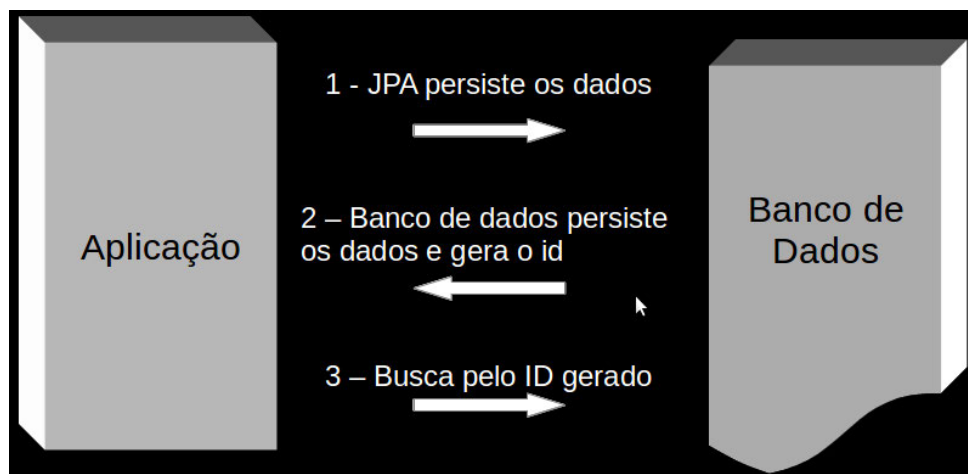 1 - JPA persiste os dados
2 – Banco de dados persiste
os dados e gera o id
Aplicação
Banco de
Dados
3 – Busca pelo ID gerado